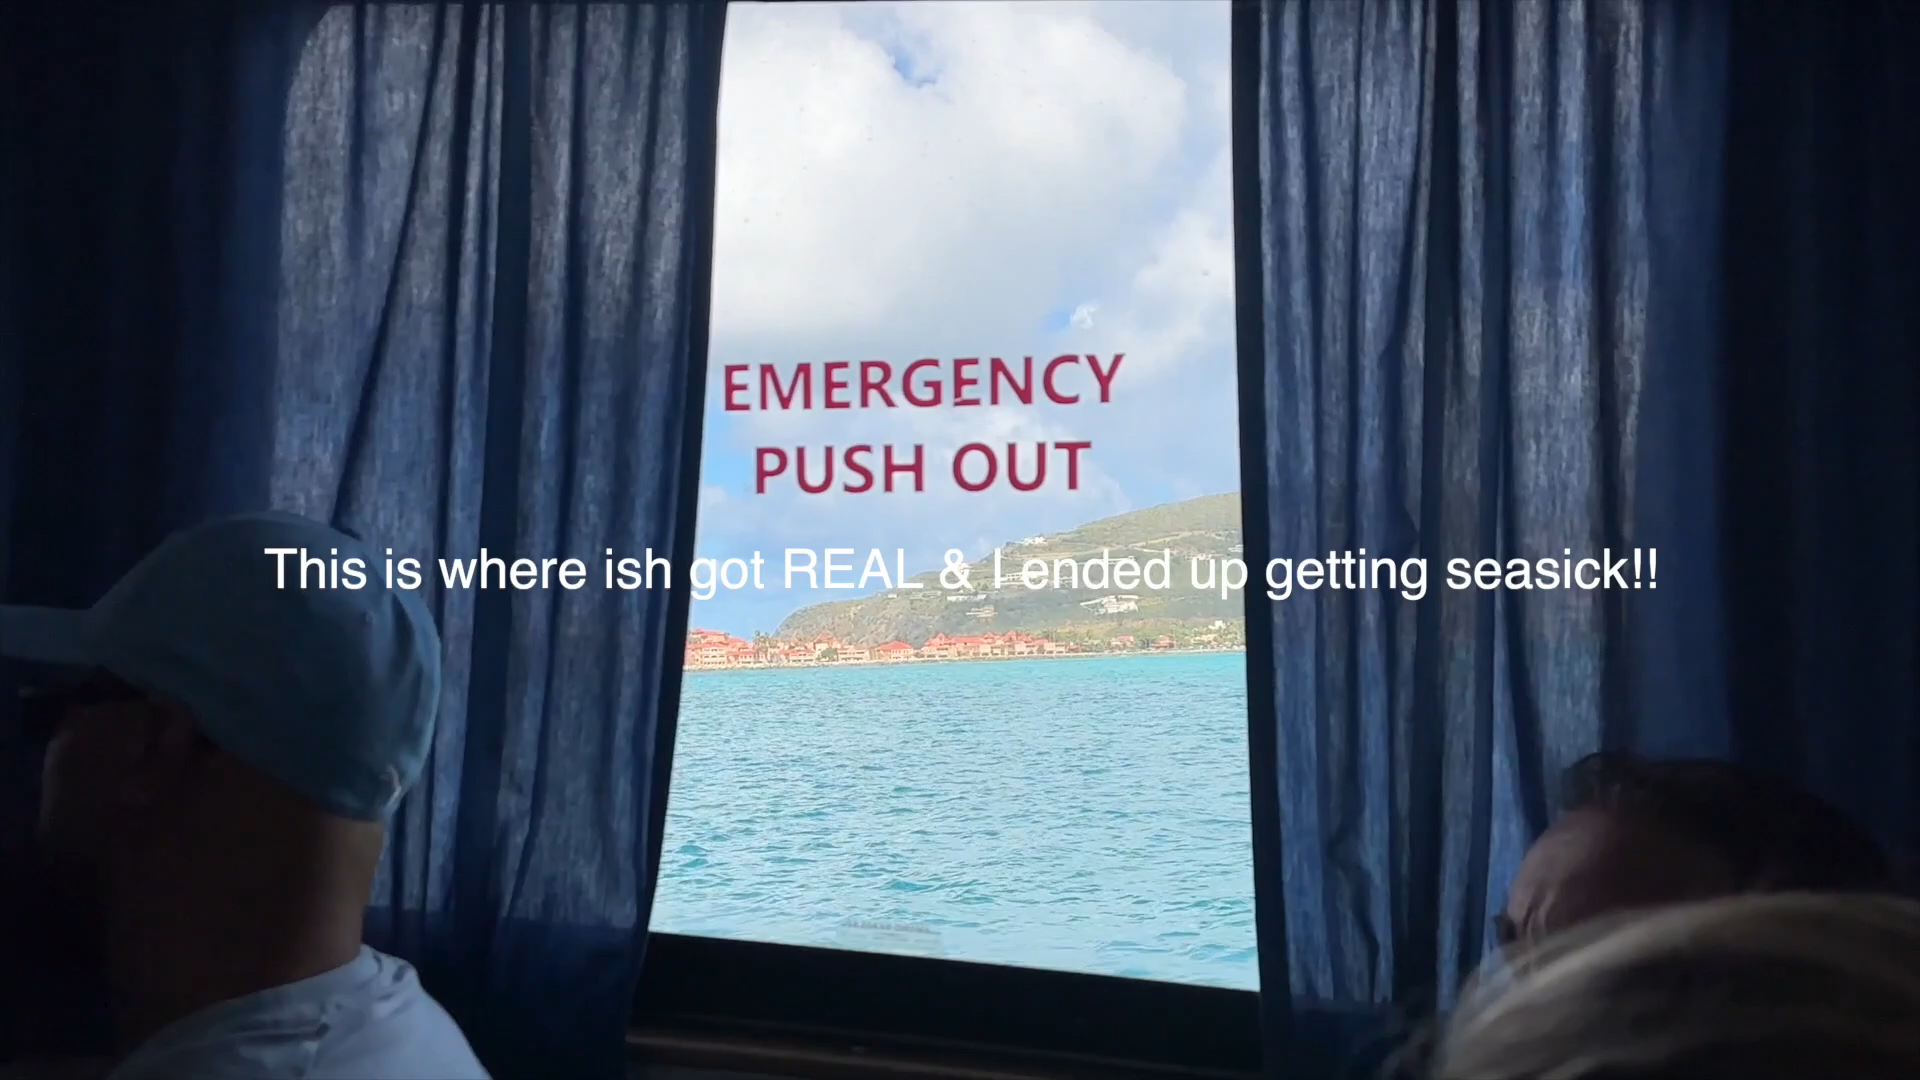 EMERGENCY
PUSH OUT
This is where ish got REAL & I ended up getting seasick!!